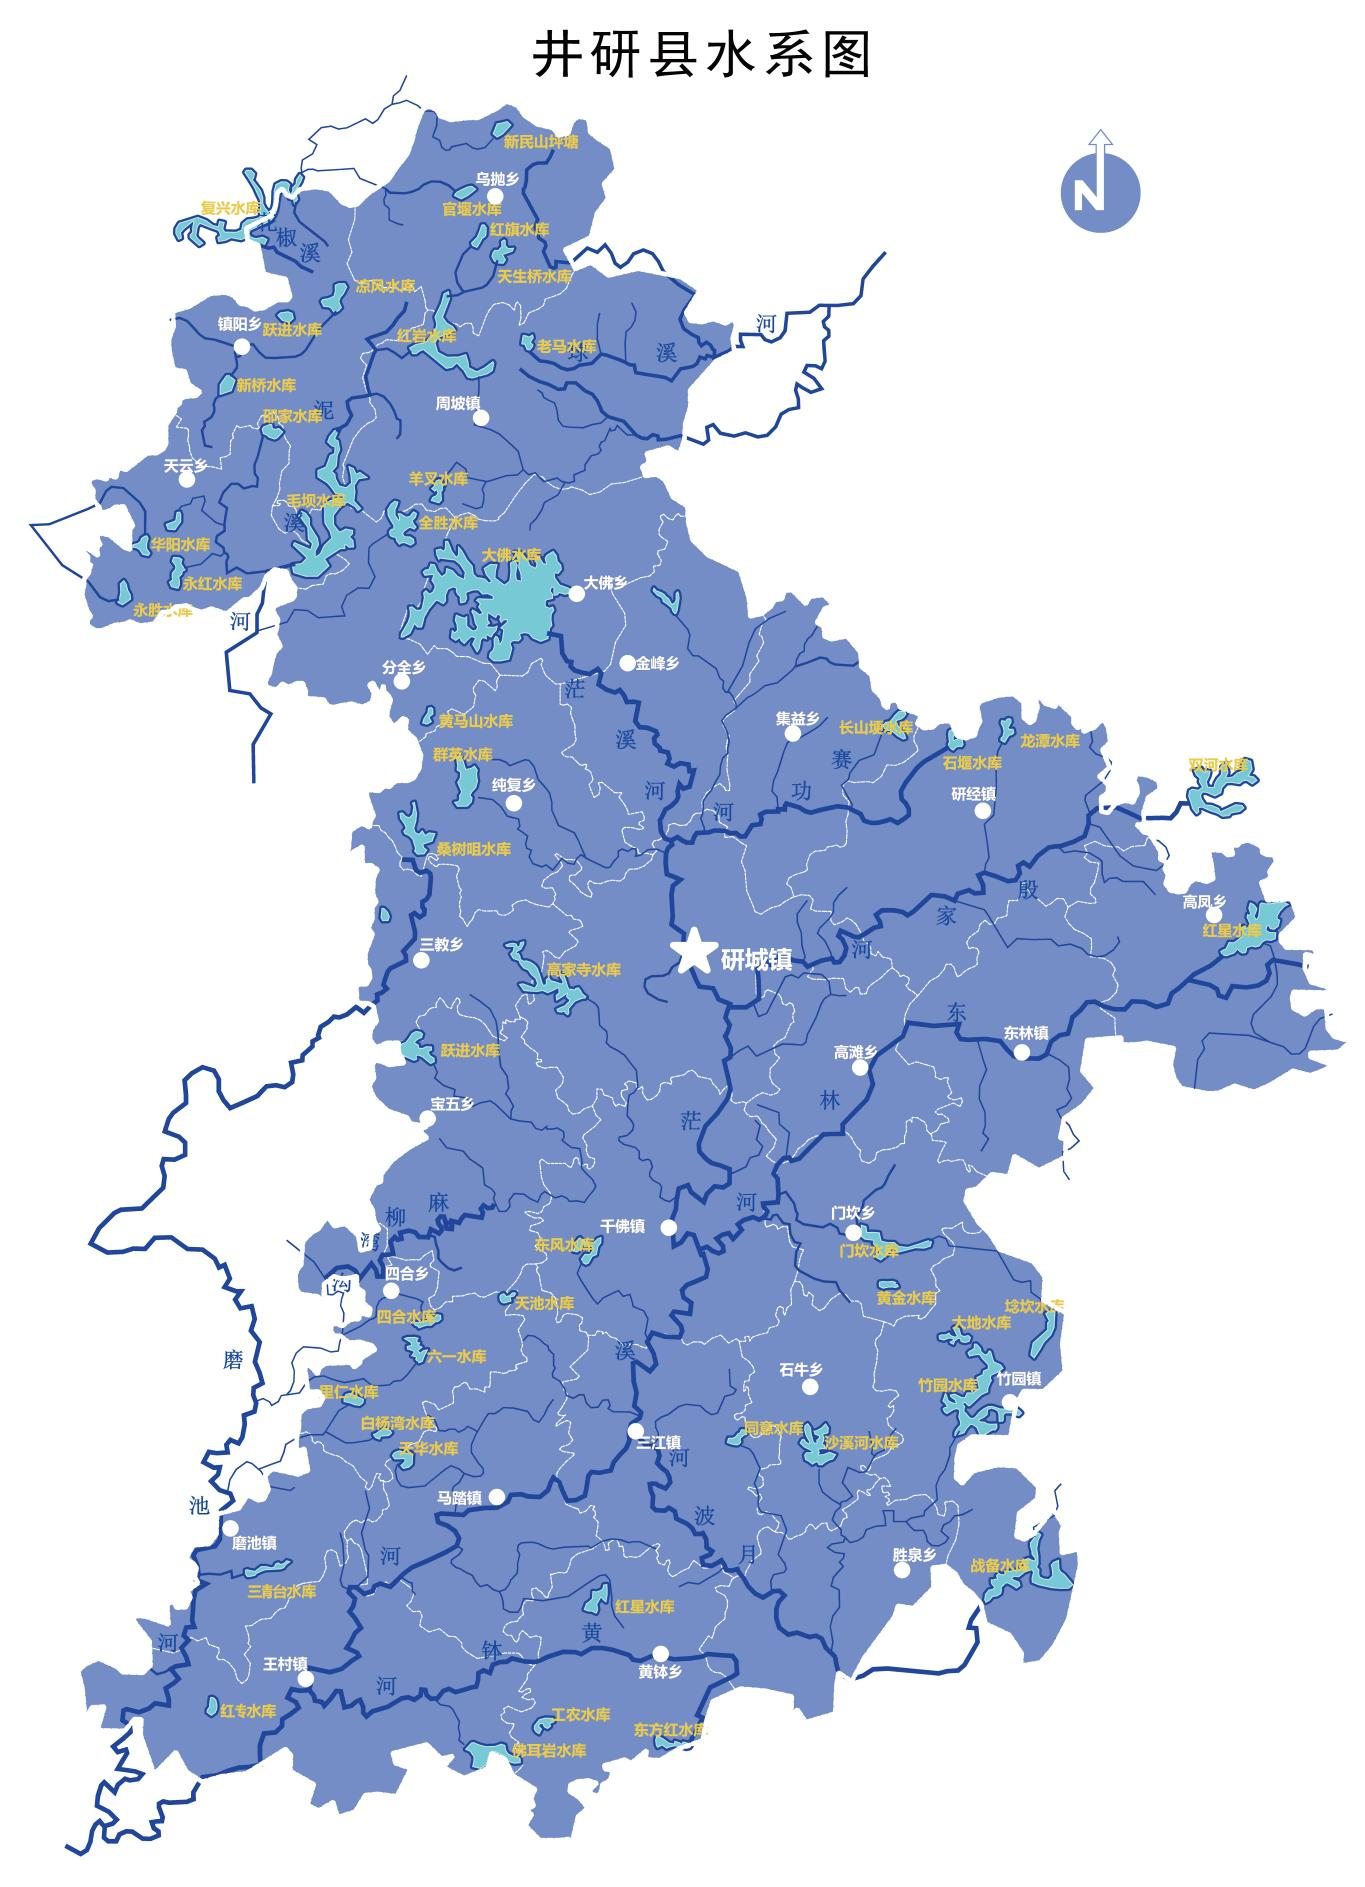 井研县水系图
N
新民山坪塘
乌抛乡
官堰水库
复兴水库
花
椒
溪
红旗水库
天生桥水库
凉风水库
镇阳乡
跃进水库
红岩水库
老马水库
球
溪
河
新桥水库
周坡镇
邵家水库
泥
天云乡
羊叉水库
毛坝水库
溪
全胜水库
华阳水库
大佛水库
永红水库
大佛乡
永胜水库
河
分全乡
金峰乡
茫
黄马山水库
集益乡
长山埂水库
溪
龙潭水库
群英水库
赛
石堰水库
双河水库
纯复乡
河
功
研经镇
河
桑树咀水库
殷
高凤乡
家
红星水库
三教乡
河
研城镇
高家寺水库
东
东林镇
跃进水库
高滩乡
宝五乡
林
茫
麻
柳
河
门坎乡
湾
千佛镇
东风水库
门坎水库
四合乡
沟
黄金水库
天池水库
埝坎水库
四合水库
大地水库
溪
磨
六一水库
石牛乡
竹园镇
里仁水库
竹园水库
白杨湾水库
同意水库
天华水库
三江镇
沙溪河水库
河
马踏镇
池
波
磨池镇
河
月
胜泉乡
战备水库
三青台水库
红星水库
黄
河
钵
王村镇
黄钵乡
河
红专水库
工农水库
东方红水库
佛耳岩水库
羊